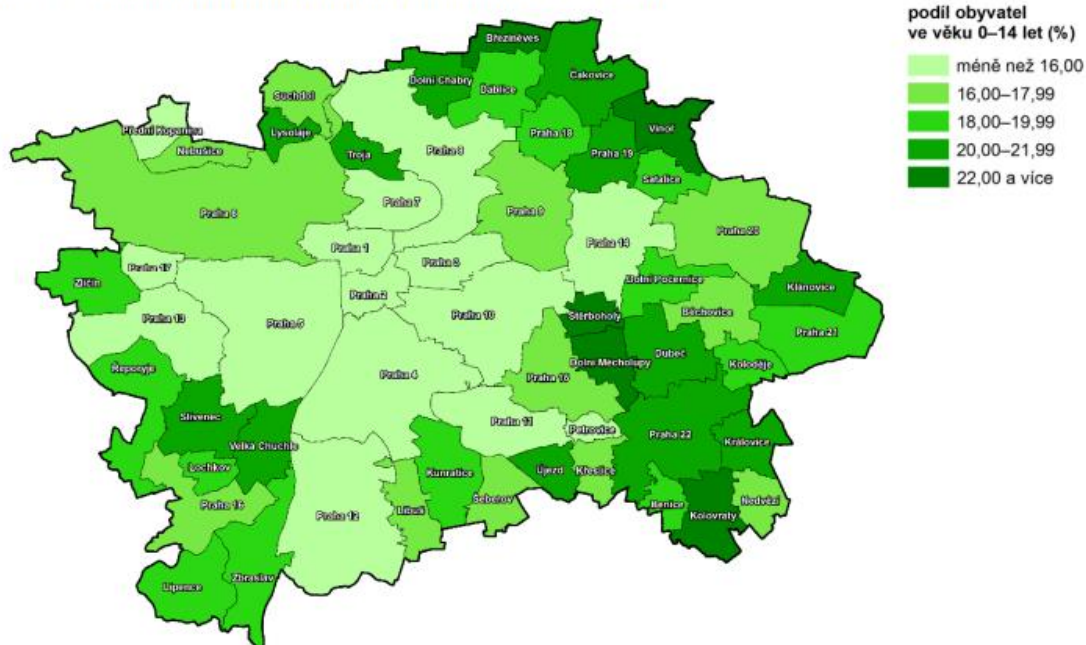 podíl obyvatel
ve věku 0–14 let (%)
méně než 16,00
16,00–17,99
18,00–19,99
20,00–21,99
22,00 a více
Březiněves
Dolní Chabry
Ďáblice
Čakovice
Suchdol
Přední Kopanina
Lysolaje
Nebušice
Troja
Praha 8
Praha 18
Praha 19
Vinoř
Satalice
Praha 7
Praha 6
Praha 9
Praha 20
Praha 1
Praha 14
Praha 3
Praha 17
Zličín
Dolní Počernice
Klánovice
Praha 2
Praha 13
Praha 5
Praha 10
Štěrboholy
Běchovice
Praha 21
Dolní Měcholupy
Dubeč
Koloděje
Řeporyje
Praha 4
Praha 15
Slivenec
Praha 11
Petrovice
Praha 22
Královice
Velká Chuchle
Lochkov
Kunratice
Újezd
Křeslice
Šeberov
Praha 16
Praha 12
Libuš
Benice
Nedvězí
Kolovraty
Lipence
Zbraslav